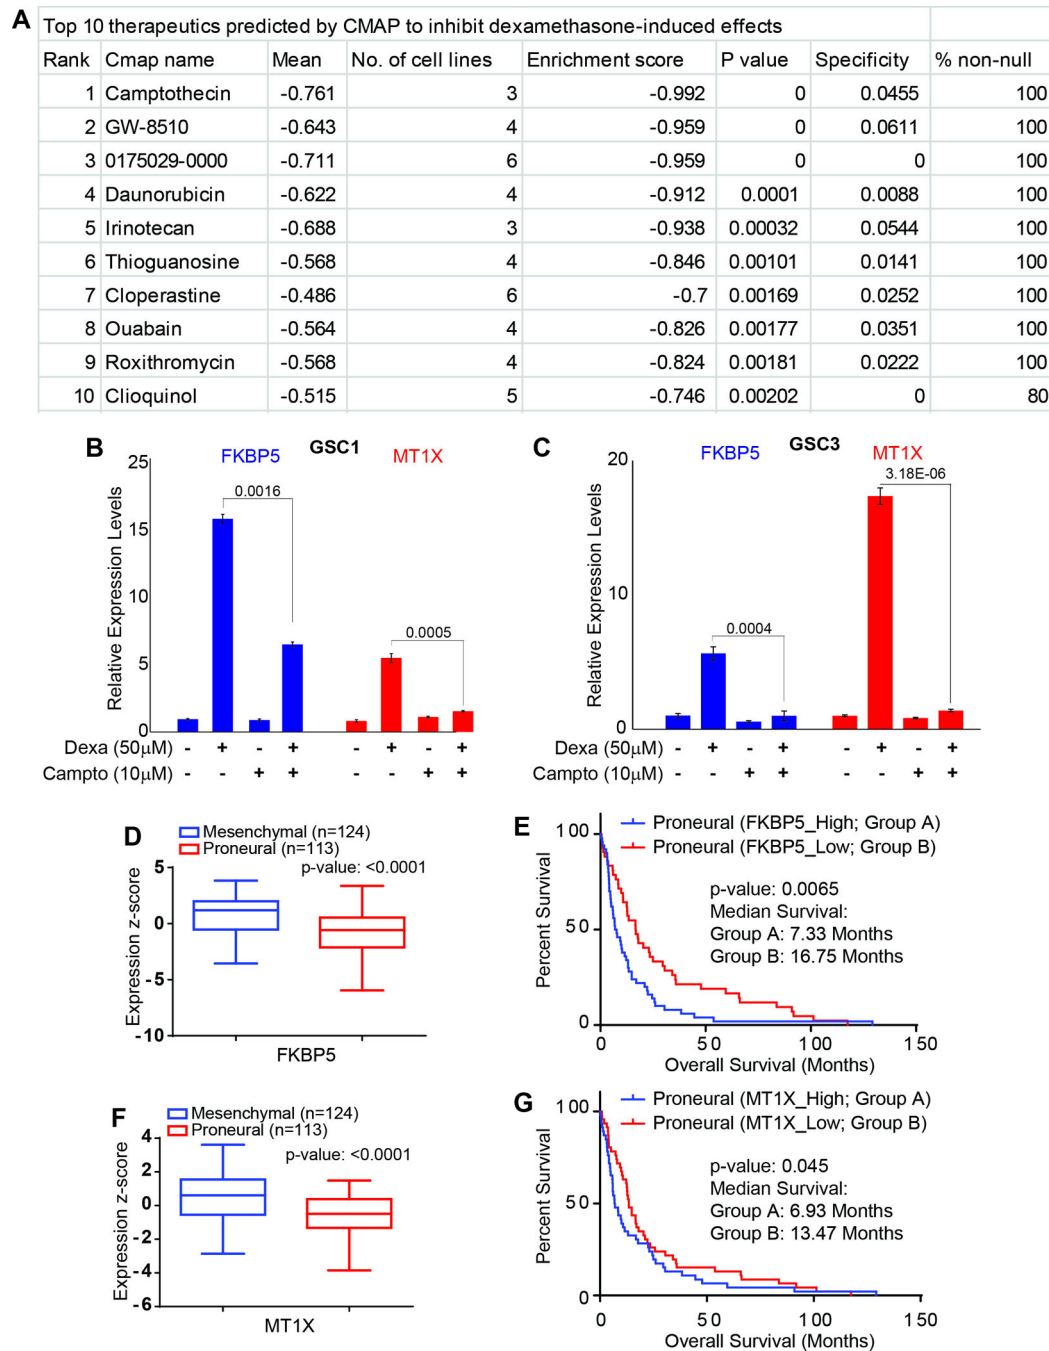 A
Top 10 therapeutics predicted by CMAP to inhibit dexamethasone-induced effects
Rank Cmap name Mean No. of cell lines Enrichment score P value Specificity % non-null
1 Camptothecin -0.761 3 -0.992 0 0.0455 100
2 GW-8510 -0.643 4 -0.959 0 0.0611 100
3 0175029-0000 -0.711 6 -0.959 0 0 100
4 Daunorubicin -0.622 4 -0.912 0.0001 0.0088 100
5 Irinotecan -0.688 3 -0.938 0.00032 0.0544 100
6 Thioguanosine -0.568 4 -0.846 0.00101 0.0141 100
7 Cloperastine -0.486 6 -0.7 0.00169 0.0252 100
8 Ouabain -0.564 4 -0.826 0.00177 0.0351 100
9 Roxithromycin -0.568 4 -0.824 0.00181 0.0222 100
10 Clioquinol -0.515 5 -0.746 0.00202 0 80
B
GSC1
FKBP5
MT1X
Relative Expression Levels
25
15
10
5
0
0.0016
0.0005
Dexa (50µM) - + - + - + - +
Campto (10µM) - - + + - - + +
C
GSC3
FKBP5
MT1X
Relative Expression Levels
20
10
0
0.0004
3.18E-06
Dexa (50µM) - + - + - + - +
Campto (10µM) - - + + - - + +
D
Mesenchymal (n=124)
Proneural (n=113)
p-value: <0.0001
Expression z-score
5
0
-5
-10
FKBP5
E
Proneural (FKBP5_High; Group A)
Proneural (FKBP5_Low; Group B)
p-value: 0.0065
Median Survival:
Group A: 7.33 Months
Group B: 16.75 Months
Percent Survival
100
50
0
0 50 100 150
Overall Survival (Months)
F
Mesenchymal (n=124)
Proneural (n=113)
p-value: <0.0001
Expression z-score
4
2
0
-2
-4
-6
MT1X
G
Proneural (MT1X_High; Group A)
Proneural (MT1X_Low; Group B)
p-value: 0.045
Median Survival:
Group A: 6.93 Months
Group B: 13.47 Months
Percent Survival
100
50
0
0 50 100 150
Overall Survival (Months)